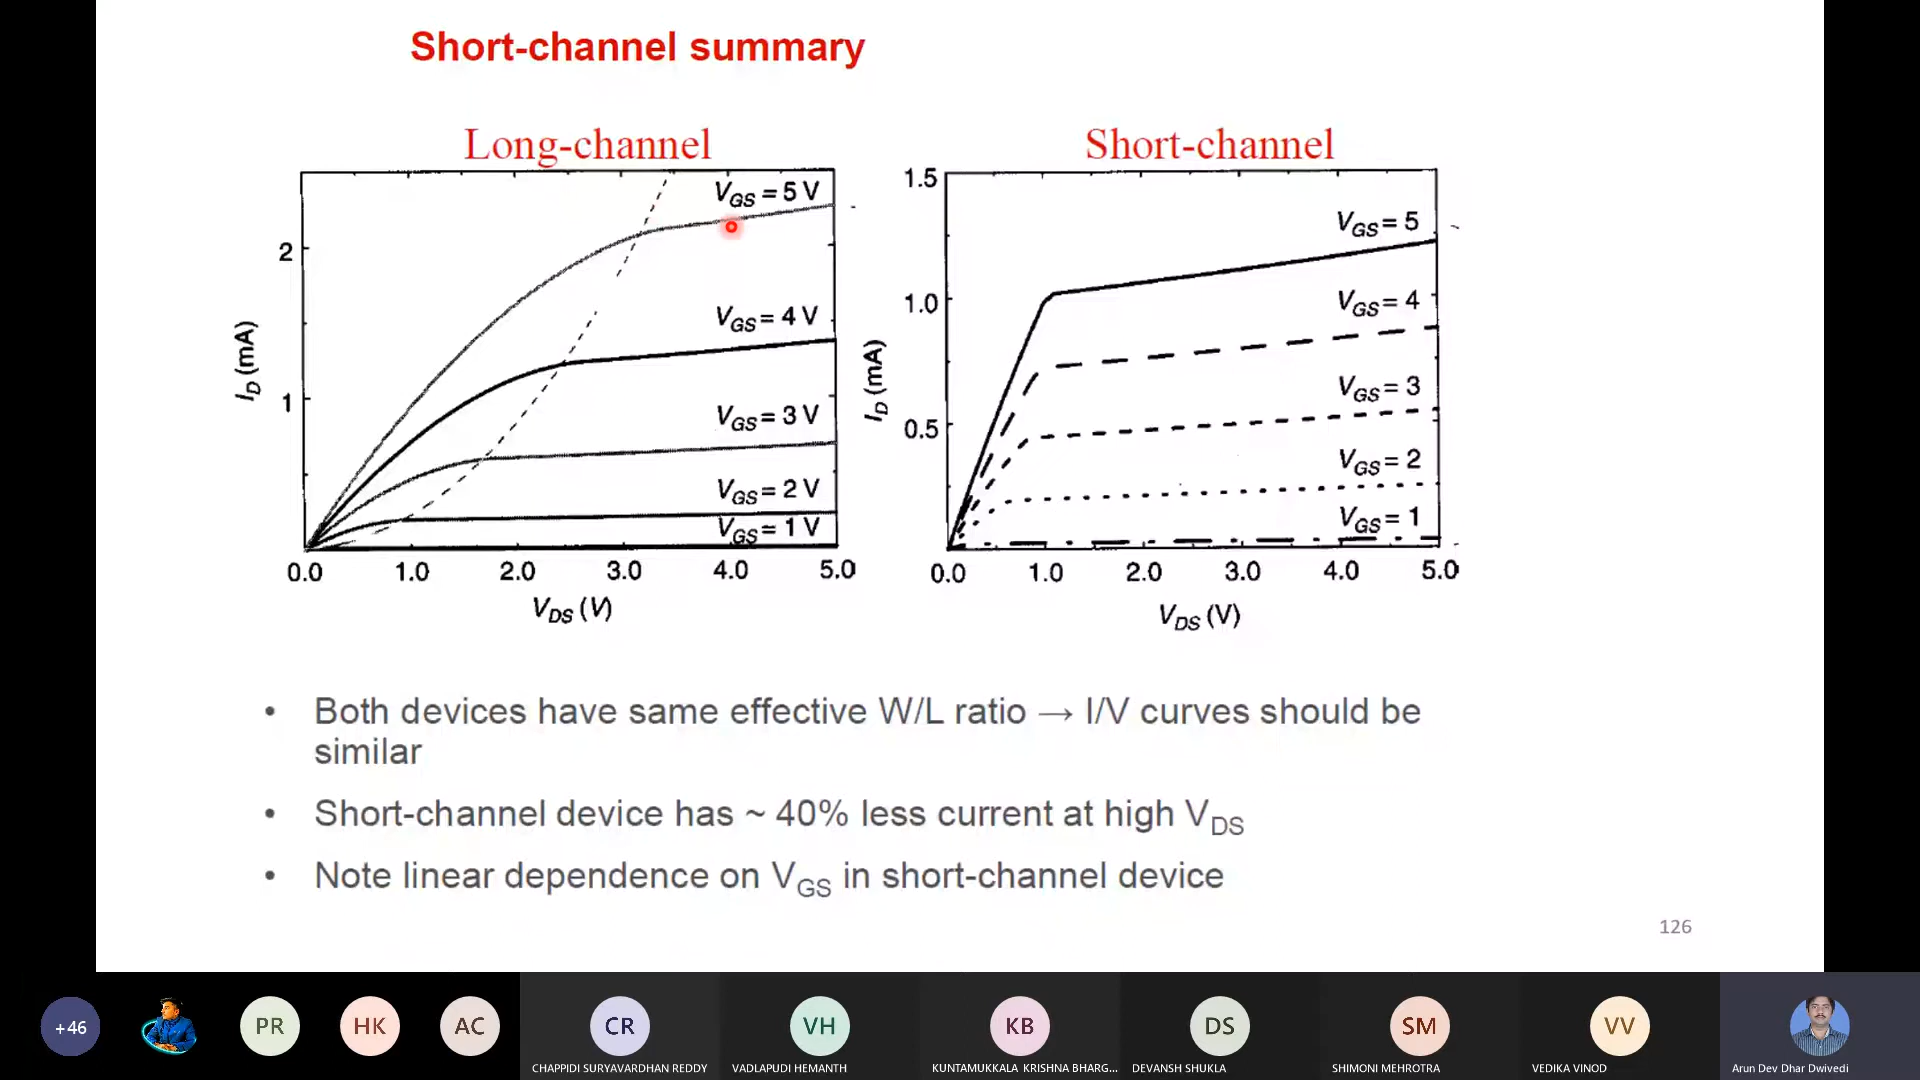 Short-channel summary
Long-channel
Short-channel
V_GS = 5 V
V_GS = 4 V
V_GS = 3 V
V_GS = 2 V
V_GS = 1 V
2
1
I_D (mA)
0.0 1.0 2.0 3.0 4.0 5.0
V_DS (V)
1.5
1.0
0.5
I_D (mA)
V_GS = 5
V_GS = 4
V_GS = 3
V_GS = 2
V_GS = 1
0.0 1.0 2.0 3.0 4.0 5.0
V_DS (V)
• Both devices have same effective W/L ratio → I/V curves should be
similar
• Short-channel device has ~ 40% less current at high V_DS
• Note linear dependence on V_GS in short-channel device
126
+46
PR
HK
AC
CR
VH
KB
DS
SM
VV
CHAPPIDI SURYAVARDHAN REDDY
VADLAPUDI HEMANTH
KUNTAMUKKALA KRISHNA BHARG...
DEVANSH SHUKLA
SHIMONI MEHROTRA
VEDIKA VINOD
Arun Dev Dhar Dwivedi